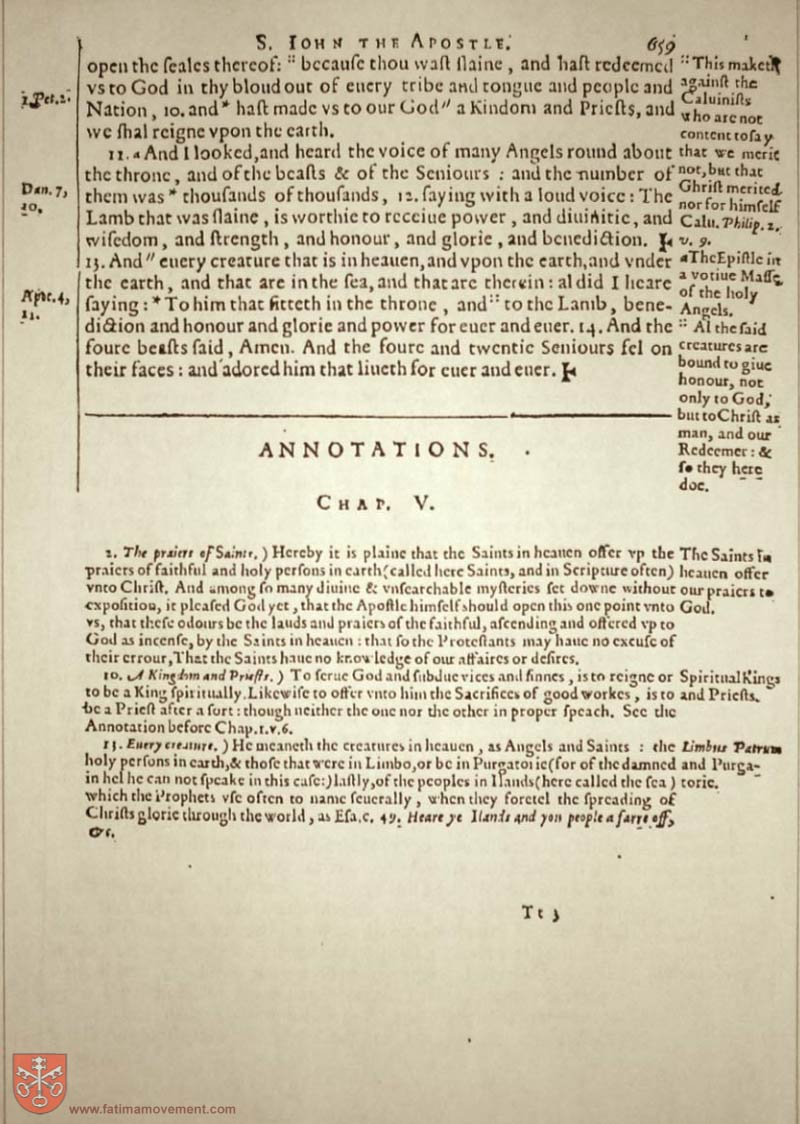 S. IOHN THE APOSTLE. 659
open the ſeales thereof: " becauſe thou waſt ſlaine, and haſt redeemed
vs to God in thy bloud out of euery tribe and tongue and people and
Nation, 10. and * haſt made vs to our God " a Kindom and Prieſts, and
we ſhal reigne vpon the earth.
11. a And I looked, and heard the voice of many Angels round about
the throne, and of the beaſts & of the Seniours: and the number of
them was * thouſands of thouſands, 12. ſaying with a loud voice: The
Lamb that was ſlaine, is worthie to receiue power, and diuinitie, and
wiſedom, and ſtrength, and honour, and glorie, and benediction.
13. And " euery creature that is in heauen, and vpon the earth, and vnder
the earth, and that are in the ſea, and that are therein: al did I heare
ſaying: * To him that ſitteth in the throne, and " to the Lamb, bene-
diction and honour and glorie and power for euer and euer. 14. And the
foure beaſts ſaid, Amen. And the foure and twentie Seniours fel on
their faces: and adored him that liueth for euer and euer.
1. Pet. 2.
Dan. 7,
10.
Apoc. 4,
11.
" This maketh
againſt the
Caluiniſts
who are not
content to ſay
that we merit
not, but that
Chriſt merited
not for himſelf
Calu. Philip. 2.
v. 9.
a The Epiſtle in
a votiue Maſſe
of the holy
Angels.
" Al the ſaid
creatures are
bound to giue
honour, not
only to God,
but to Chriſt as
man, and our
Redeemer: &
ſo they here
doe.
ANNOTATIONS.
CHAP. V.
2. The praiers of Saints.) Hereby it is plaine that the Saints in heauen offer vp the
praiers of faithful and holy perſons in earth (called here Saints, and in Scripture often)
vnto Chriſt. And among ſo many diuine & vnſearchable myſteries ſet downe without
expoſition, it pleaſed God yet, that the Apoſtle himſelf ſhould open this one point vnto
vs, that theſe odours be the lauds and praiers of the faithful, aſcending and offered vp to
God as incenſe, by the Saints in heauen: that ſo the Proteſtants may haue no excuſe of
their errour, That the Saints haue no knowledge of our affaires or deſires.
The Saints in
heauen offer
our praiers to
God.
10. A Kingdom and Prieſts.) To ſerue God and ſubdue vices and ſinnes, is to reigne or
to be a King ſpiritually. Likewiſe to offer vnto him the Sacrifices of good workes, is to
be a Prieſt after a ſort: though neither the one nor the other in proper ſpeach. See the
Annotation before Chap. 1. v. 6.
Spiritual Kings
and Prieſts.
13. Euery creature.) He meaneth the creatures in heauen, as Angels and Saints: the
holy perſons in earth, & thoſe that were in Limbo, or be in Purgatorie (for of the damned
in hel he can not ſpeake in this caſe:) laſtly, of the peoples in Ilands (here called the ſea)
which the Prophets vſe often to name ſeuerally, when they foretel the ſpreading of
Chriſts glorie through the world, as Eſa. c. 49. Heare ye Ilands and you people a farre off,
&c.
Limbus Patrum
and Purga-
torie.
Tt 3
www.fatimamovement.com